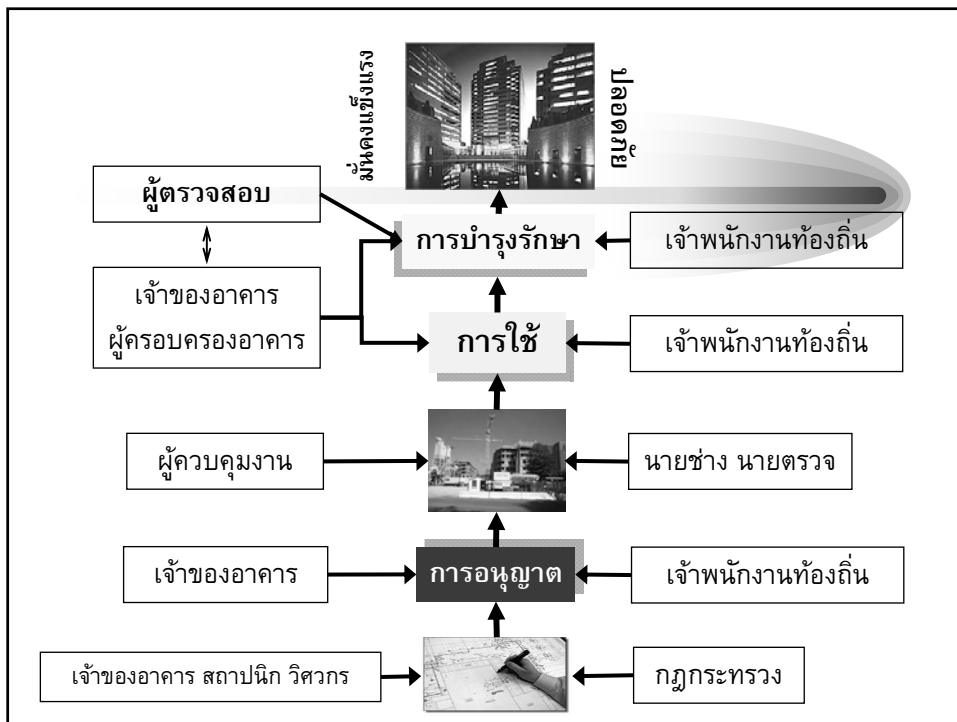 มั่นคงแข็งแรง
ปลอดภัย
ผู้ตรวจสอบ
การบำรุงรักษา
เจ้าพนักงานท้องถิ่น
เจ้าของอาคาร
ผู้ครอบครองอาคาร
การใช้
เจ้าพนักงานท้องถิ่น
ผู้ควบคุมงาน
นายช่าง นายตรวจ
เจ้าของอาคาร
การอนุญาต
เจ้าพนักงานท้องถิ่น
เจ้าของอาคาร สถาปนิก วิศวกร
กฎกระทรวง